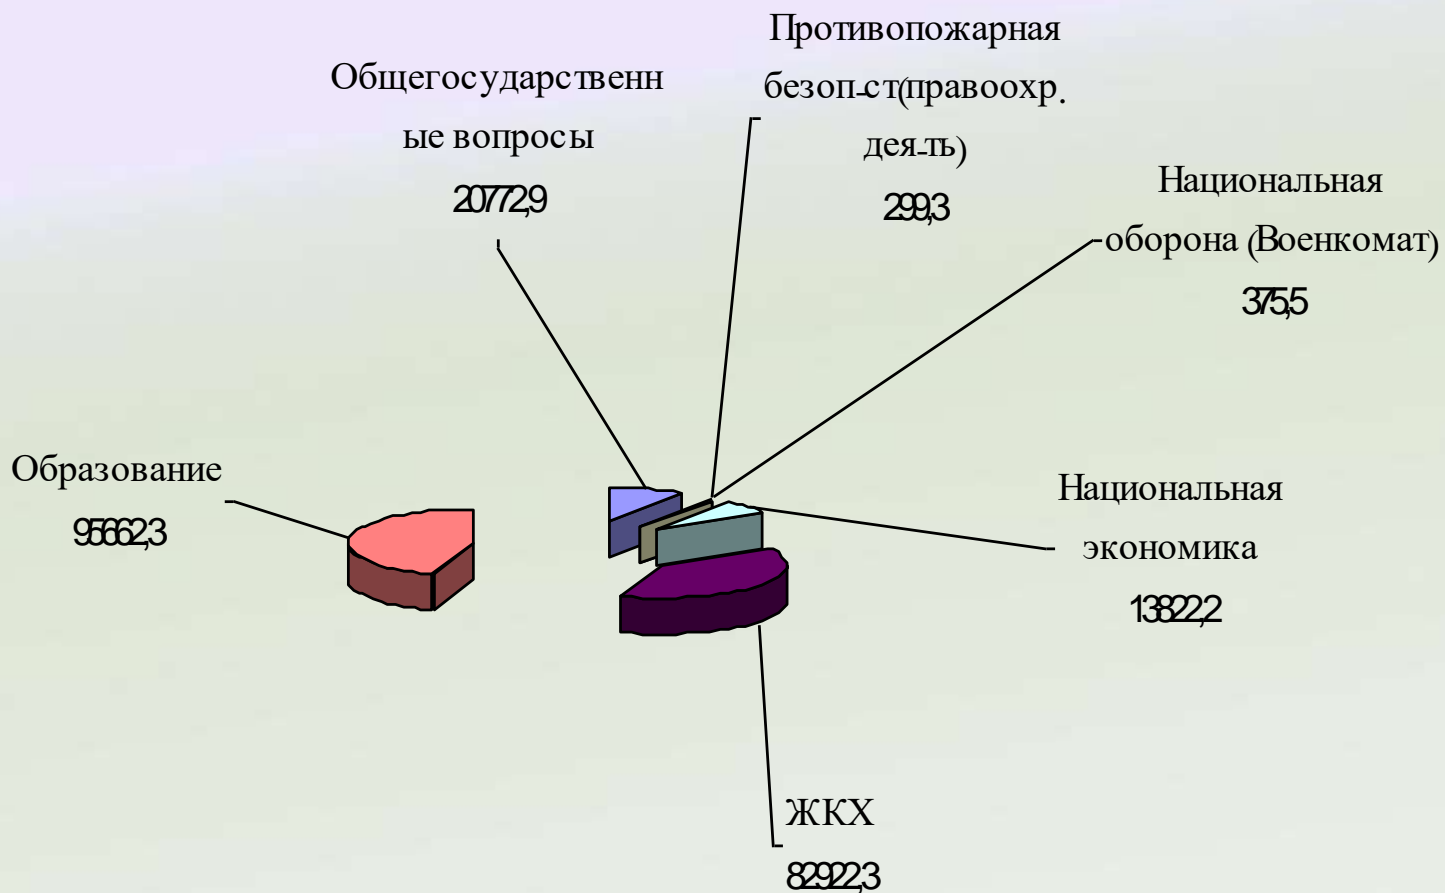 Общегосударственн
ые вопросы
20772,9
Противопожарная
безоп-ст(правоохр.
дея-ть)
299,3
Национальная
оборона (Военкомат)
375,5
Образование
95662,3
Национальная
экономика
13822,2
ЖКХ
82922,3